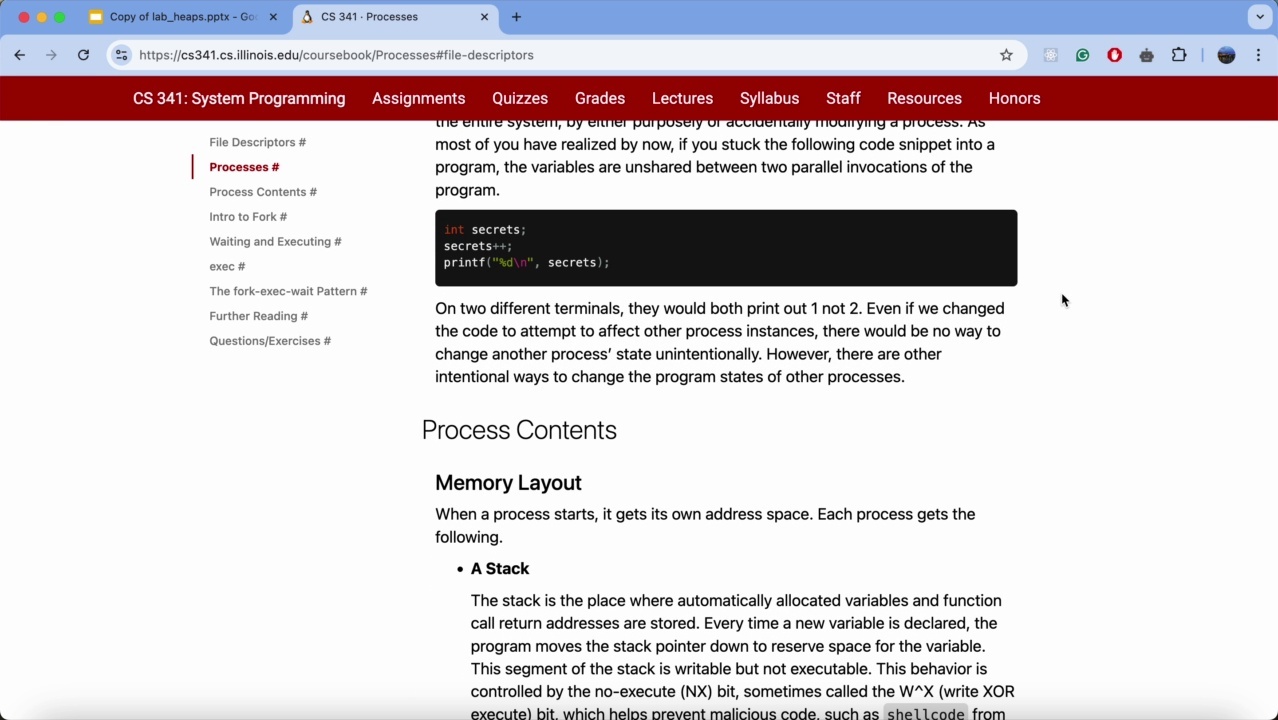 Copy of lab_heaps.pptx - Goo
CS 341 · Processes
https://cs341.cs.illinois.edu/coursebook/Processes#file-descriptors
CS 341: System Programming Assignments Quizzes Grades Lectures Syllabus Staff Resources Honors
File Descriptors #
Processes #
Process Contents #
Intro to Fork #
Waiting and Executing #
exec #
The fork-exec-wait Pattern #
Further Reading #
Questions/Exercises #
the entire system, by either purposely or accidentally modifying a process. As
most of you have realized by now, if you stuck the following code snippet into a
program, the variables are unshared between two parallel invocations of the
program.
int secrets;
secrets++;
printf("%d\n", secrets);
On two different terminals, they would both print out 1 not 2. Even if we changed
the code to attempt to affect other process instances, there would be no way to
change another process’ state unintentionally. However, there are other
intentional ways to change the program states of other processes.
Process Contents
Memory Layout
When a process starts, it gets its own address space. Each process gets the
following.
• A Stack
The stack is the place where automatically allocated variables and function
call return addresses are stored. Every time a new variable is declared, the
program moves the stack pointer down to reserve space for the variable.
This segment of the stack is writable but not executable. This behavior is
controlled by the no-execute (NX) bit, sometimes called the W^X (write XOR
execute) bit, which helps prevent malicious code, such as shellcode from